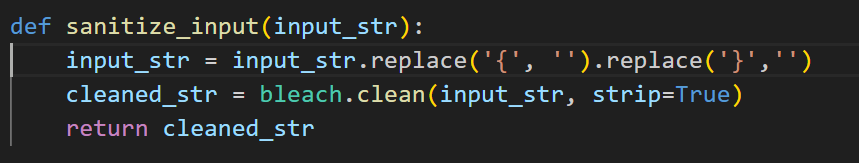 def sanitize_input(input_str):
    input_str = input_str.replace('{', '').replace('}','')
    cleaned_str = bleach.clean(input_str, strip=True)
    return cleaned_str